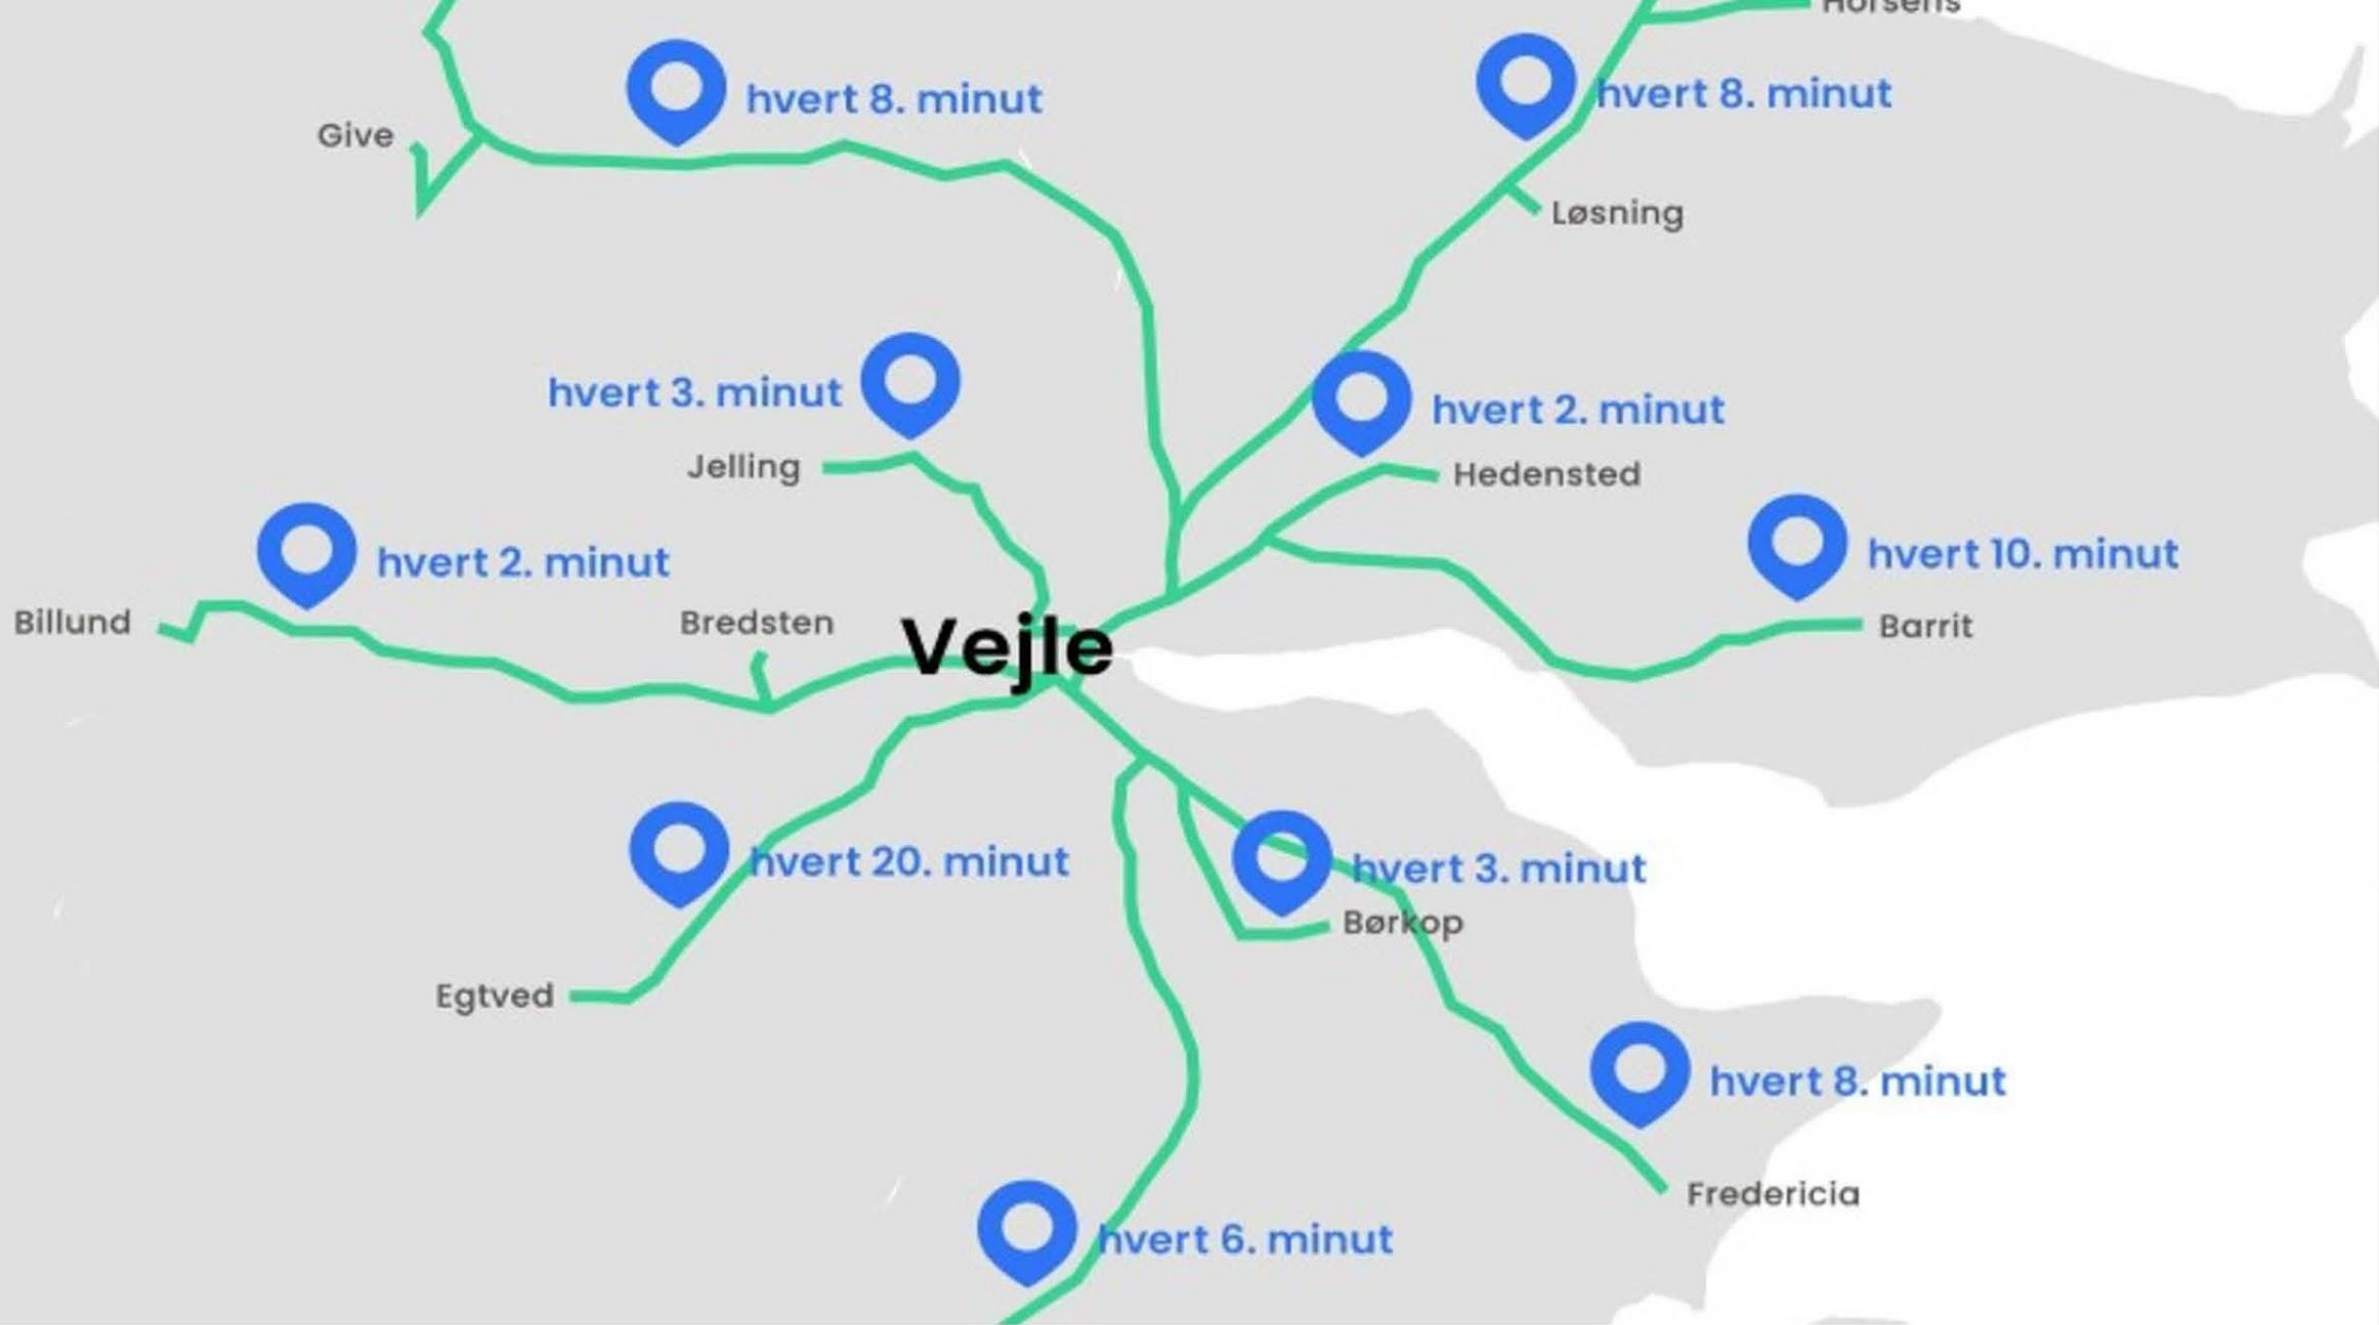 Horsens
hvert 8. minut
hvert 8. minut
Give
Løsning
hvert 3. minut
hvert 2. minut
Jelling
Hedensted
hvert 2. minut
hvert 10. minut
Billund
Bredsten
Vejle
Barrit
hvert 20. minut
hvert 3. minut
Børkop
Egtved
hvert 8. minut
Fredericia
hvert 6. minut